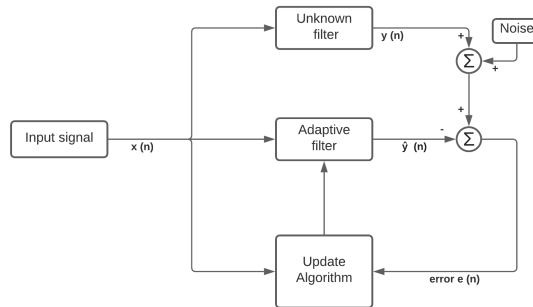 Unknown
filter
y (n)
+
Noise
Σ
+
+
Input signal
x (n)
Adaptive
filter
-
ŷ (n)
Σ
Update
Algorithm
error e (n)